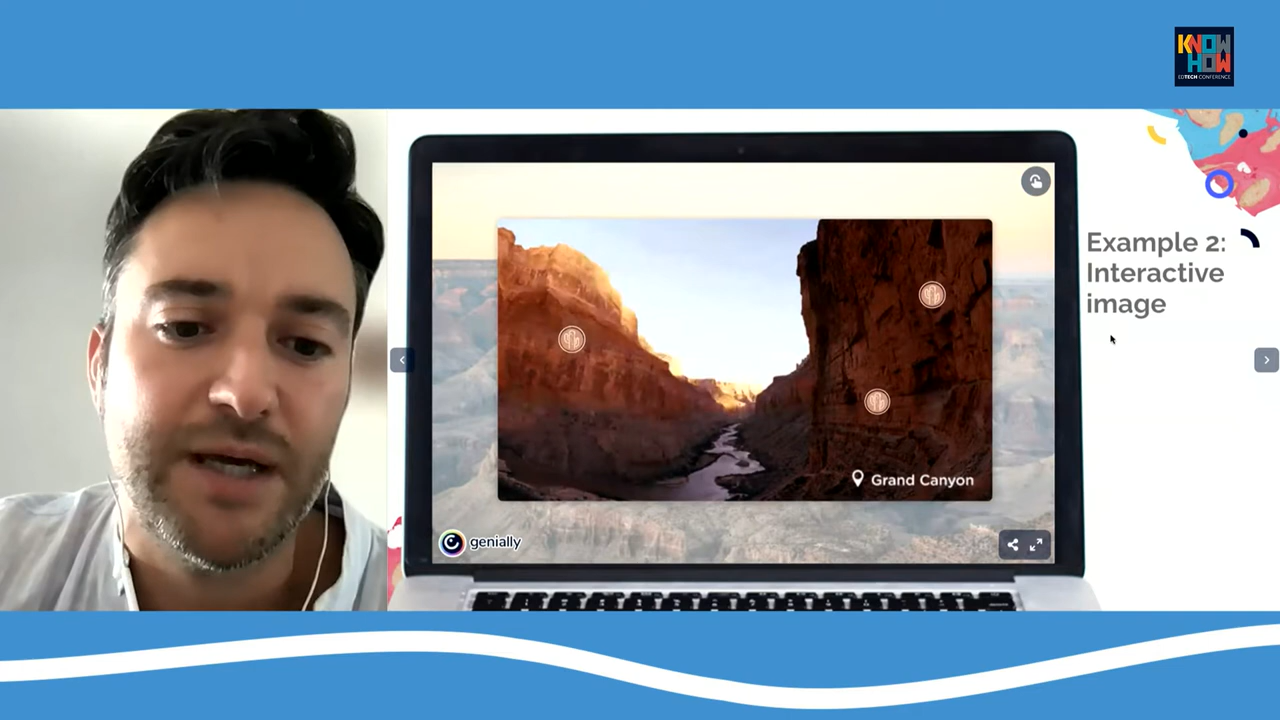 KNOW
HOW
EDTECH CONFERENCE
Example 2:
Interactive
image
Grand Canyon
genially